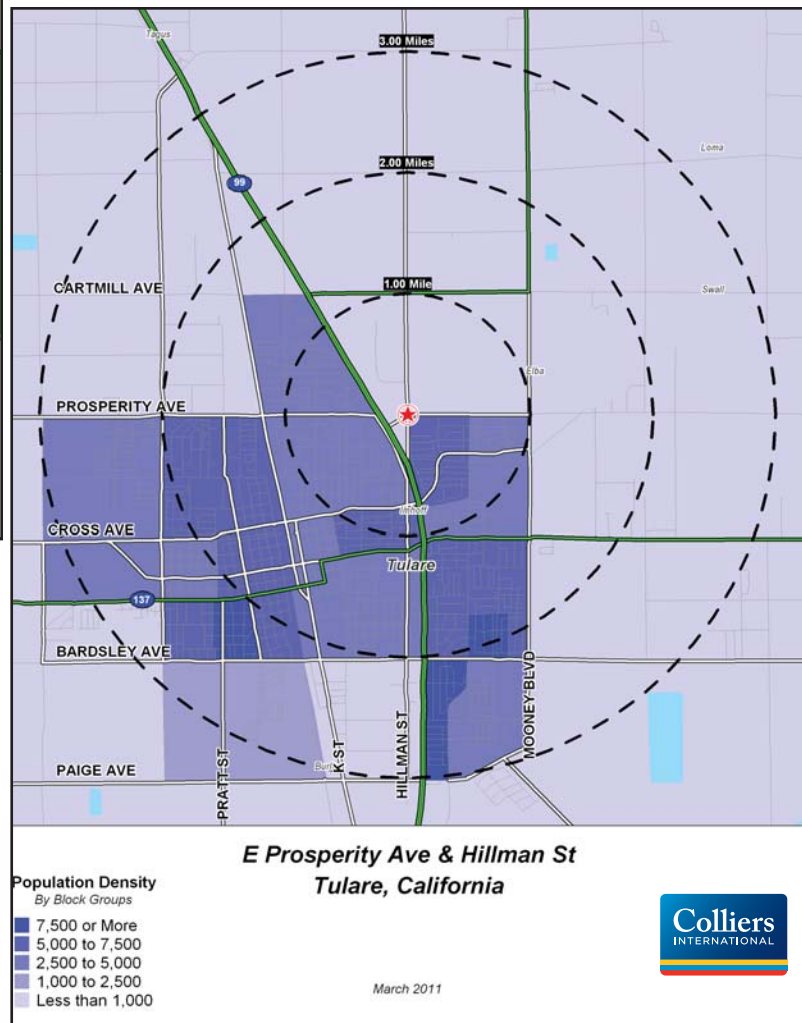 Tagus
3.00 Miles
Loma
2.00 Miles
99
CARTMILL AVE
1.00 Mile
Swall
Elba
PROSPERITY AVE
CROSS AVE
Tulare
137
BARDSLEY AVE
MOONEY BLVD
HILLMAN ST
K ST
PRATT ST
PAIGE AVE
E Prosperity Ave & Hillman St
Tulare, California
Population Density
By Block Groups
7,500 or More
5,000 to 7,500
2,500 to 5,000
1,000 to 2,500
Less than 1,000
March 2011
Colliers
INTERNATIONAL